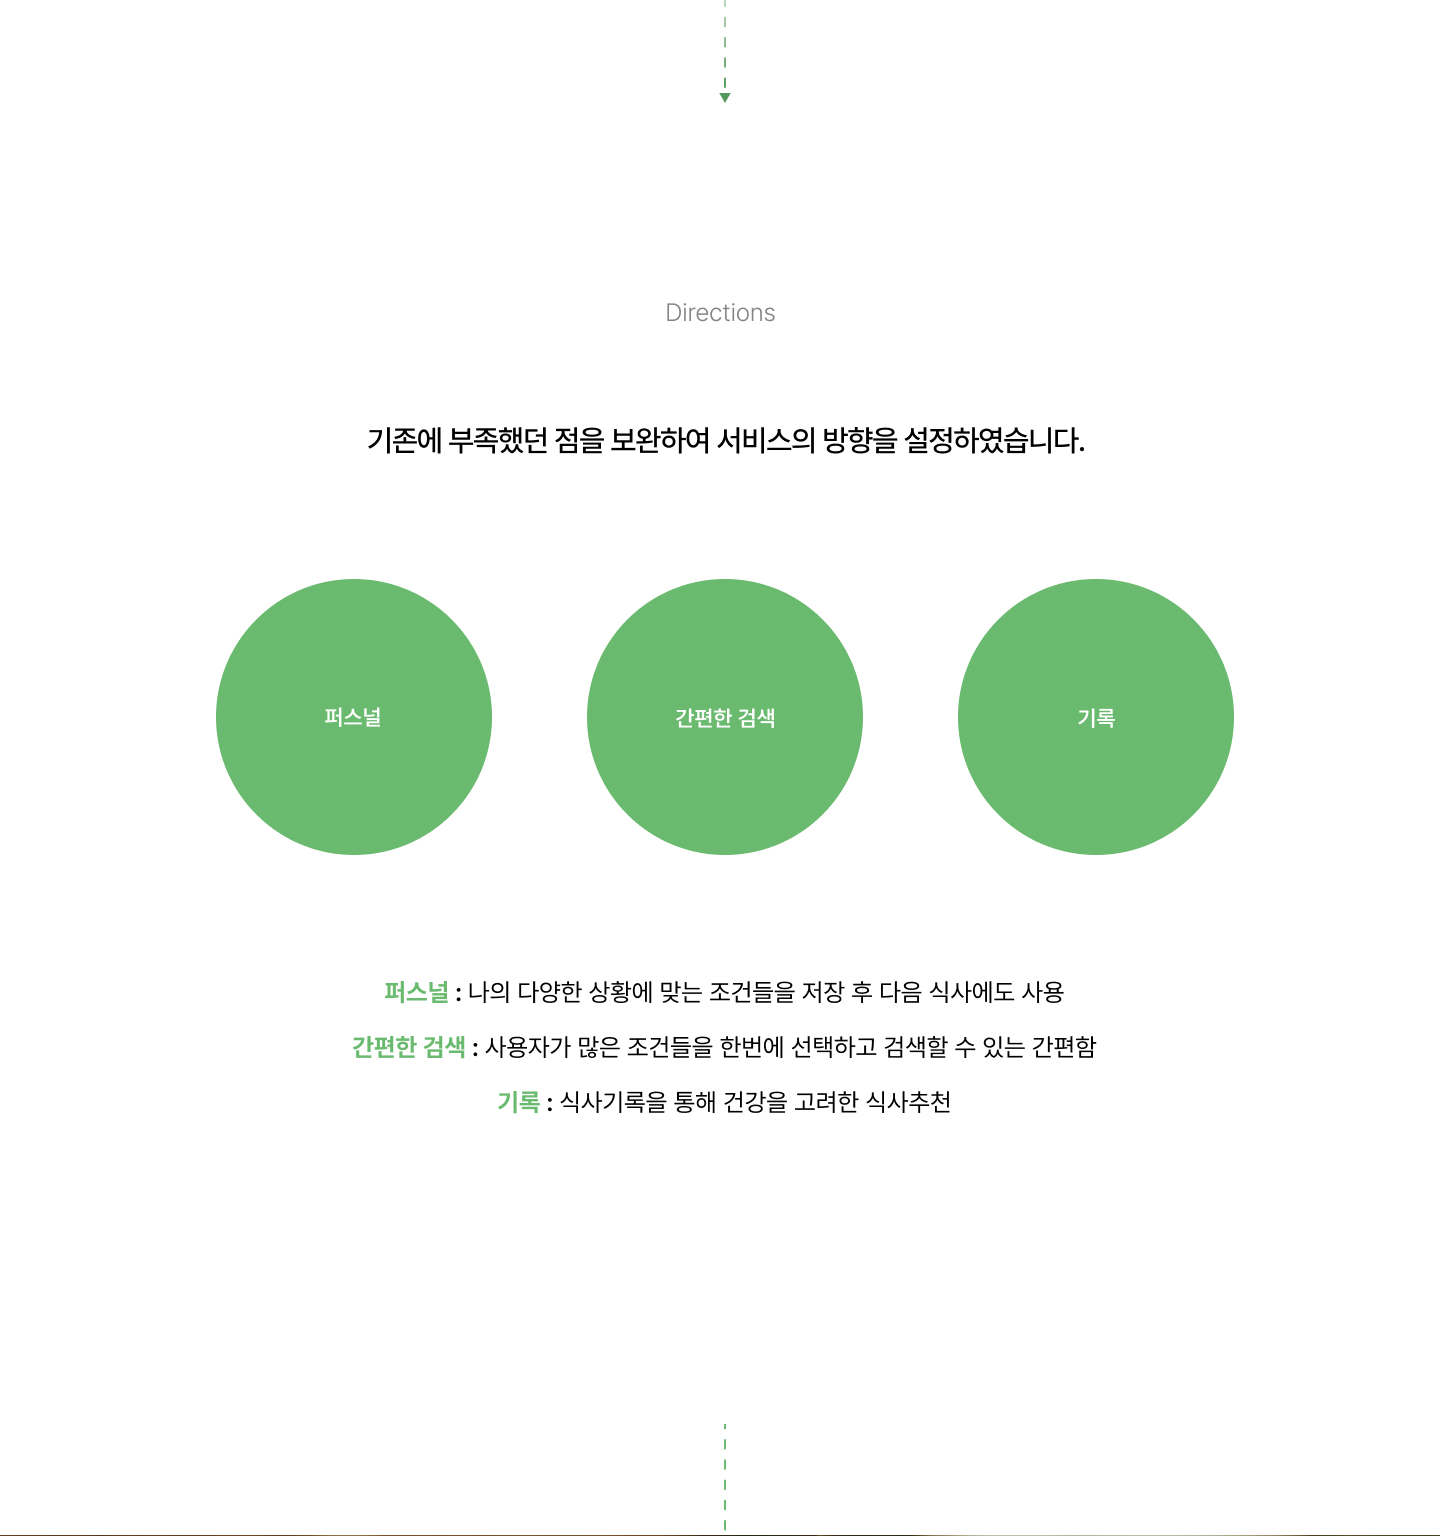 Directions
기존에 부족했던 점을 보완하여 서비스의 방향을 설정하였습니다.
퍼스널
간편한 검색
기록
퍼스널 : 나의 다양한 상황에 맞는 조건들을 저장 후 다음 식사에도 사용
간편한 검색 : 사용자가 많은 조건들을 한번에 선택하고 검색할 수 있는 간편함
기록 : 식사기록을 통해 건강을 고려한 식사추천